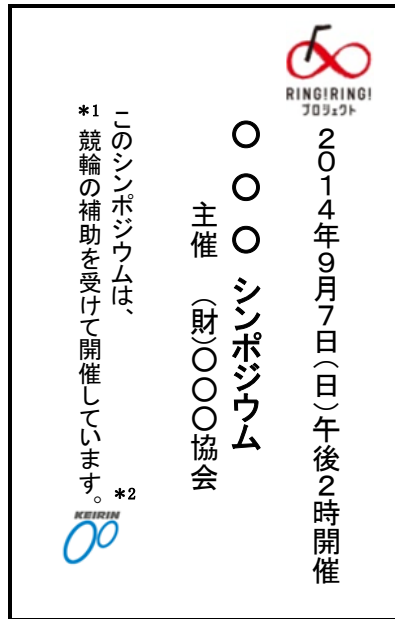 RING!RING!
プロジェクト
2014年9月7日(日)午後2時開催
○○○シンポジウム
主催 (財)○○○協会
このシンポジウムは、
*1
競輪の補助を受けて開催しています。
*2
KEIRIN